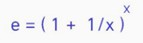 e = ( 1 + 1/x )^x